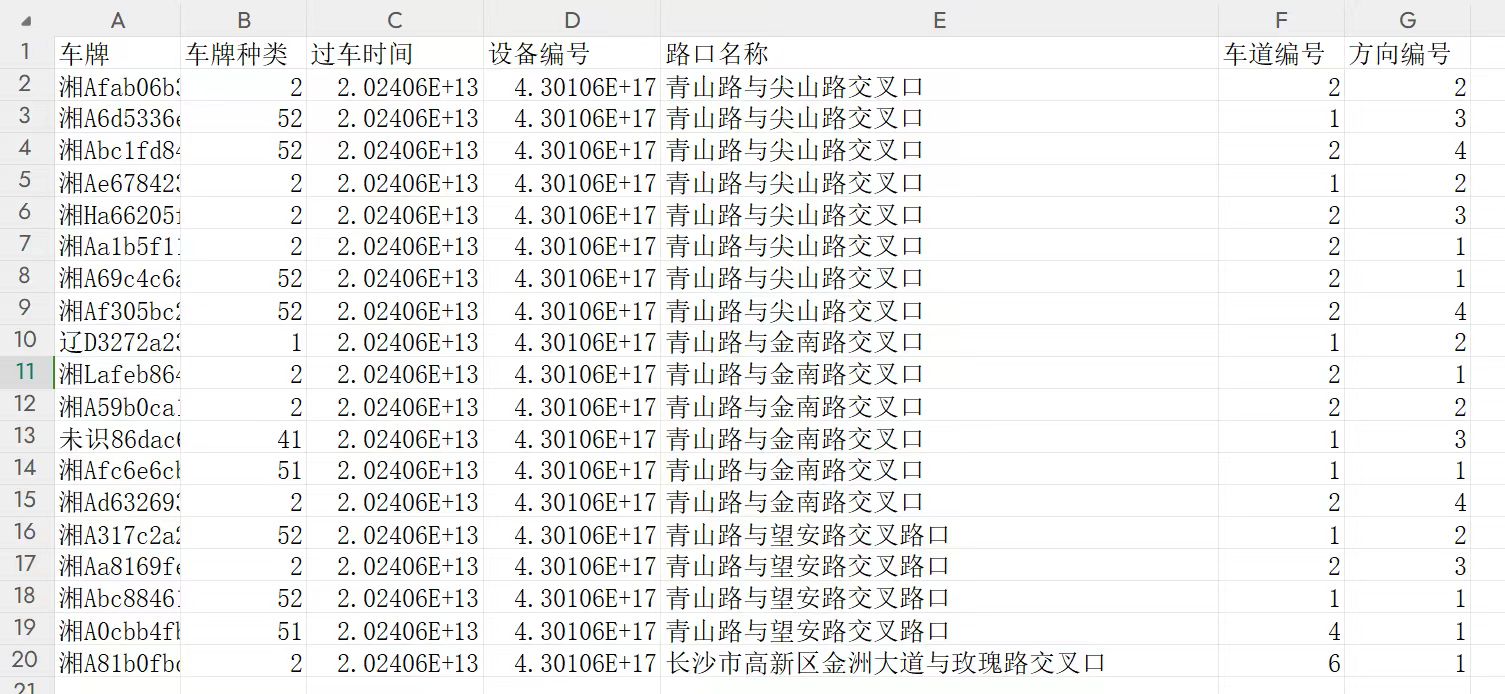 A B C D E F G
1 车牌 车牌种类 过车时间 设备编号 路口名称 车道编号 方向编号
2 湘Afab06b3 2 2.02406E+13 4.30106E+17 青山路与尖山路交叉口 2 2
3 湘A6d5336e 52 2.02406E+13 4.30106E+17 青山路与尖山路交叉口 1 3
4 湘Abc1fd84 52 2.02406E+13 4.30106E+17 青山路与尖山路交叉口 2 4
5 湘Ae678423 2 2.02406E+13 4.30106E+17 青山路与尖山路交叉口 1 2
6 湘Ha66205f 2 2.02406E+13 4.30106E+17 青山路与尖山路交叉口 2 3
7 湘Aa1b5f11 2 2.02406E+13 4.30106E+17 青山路与尖山路交叉口 2 1
8 湘A69c4c6a 52 2.02406E+13 4.30106E+17 青山路与尖山路交叉口 2 1
9 湘Af305bc2 52 2.02406E+13 4.30106E+17 青山路与尖山路交叉口 2 4
10 辽D3272a23 1 2.02406E+13 4.30106E+17 青山路与金南路交叉口 1 2
11 湘Lafeb864 2 2.02406E+13 4.30106E+17 青山路与金南路交叉口 2 1
12 湘A59b0ca1 2 2.02406E+13 4.30106E+17 青山路与金南路交叉口 2 2
13 未识86dac6 41 2.02406E+13 4.30106E+17 青山路与金南路交叉口 1 3
14 湘Afc6e6cb 51 2.02406E+13 4.30106E+17 青山路与金南路交叉口 1 1
15 湘Ad632693 2 2.02406E+13 4.30106E+17 青山路与金南路交叉口 2 4
16 湘A317c2a2 52 2.02406E+13 4.30106E+17 青山路与望安路交叉路口 1 2
17 湘Aa8169fe 2 2.02406E+13 4.30106E+17 青山路与望安路交叉路口 2 3
18 湘Abc88461 52 2.02406E+13 4.30106E+17 青山路与望安路交叉路口 1 1
19 湘A0cbb4fb 51 2.02406E+13 4.30106E+17 青山路与望安路交叉路口 4 1
20 湘A81b0fbd 2 2.02406E+13 4.30106E+17 长沙市高新区金洲大道与玫瑰路交叉口 6 1
21